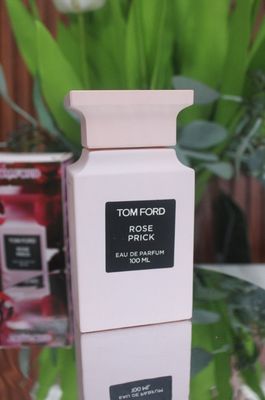 TOM FORD
ROSE
PRICK
EAU DE PARFUM
100 ML